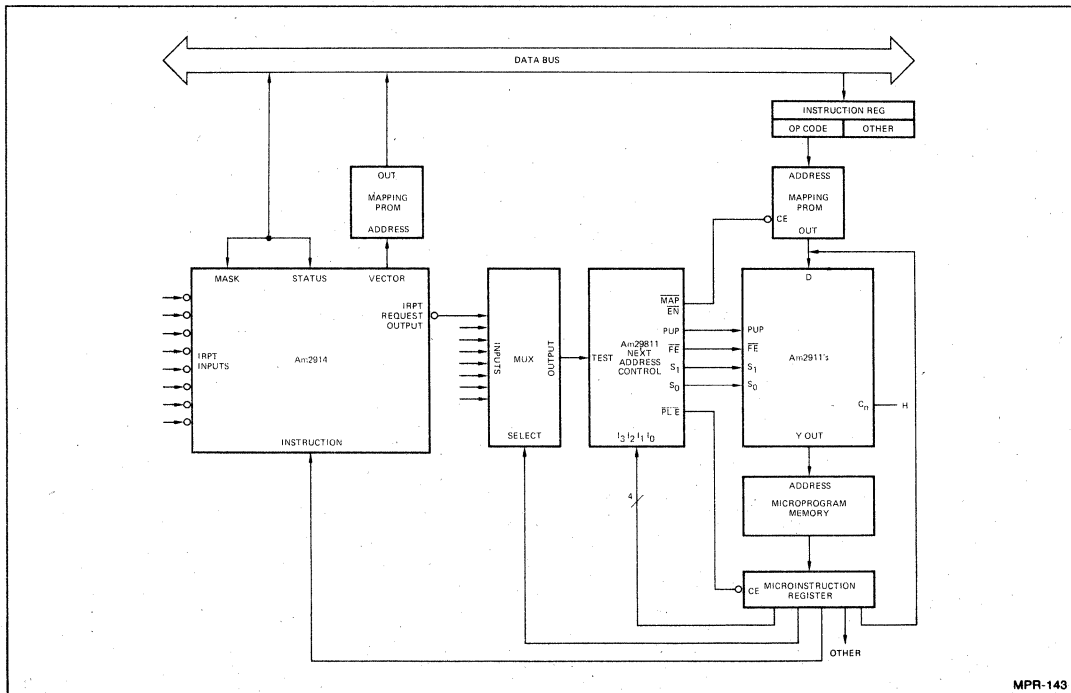 DATA BUS
INSTRUCTION REG
OP CODE
OTHER
OUT
MAPPING
PROM
ADDRESS
ADDRESS
MAPPING
PROM
CE
OUT
MASK
STATUS
VECTOR
IRPT
REQUEST
OUTPUT
IRPT
INPUTS
Am2914
INSTRUCTION
INPUTS
MUX
OUTPUT
SELECT
MAP
EN
PUP
Am29811
NEXT
ADDRESS
CONTROL
TEST
FE
S1
S0
PLE
I3 I2 I1 I0
D
PUP
FE
Am2911's
S1
S0
Cn
H
Y OUT
4
ADDRESS
MICROPROGRAM
MEMORY
CE
MICROINSTRUCTION
REGISTER
OTHER
MPR-143